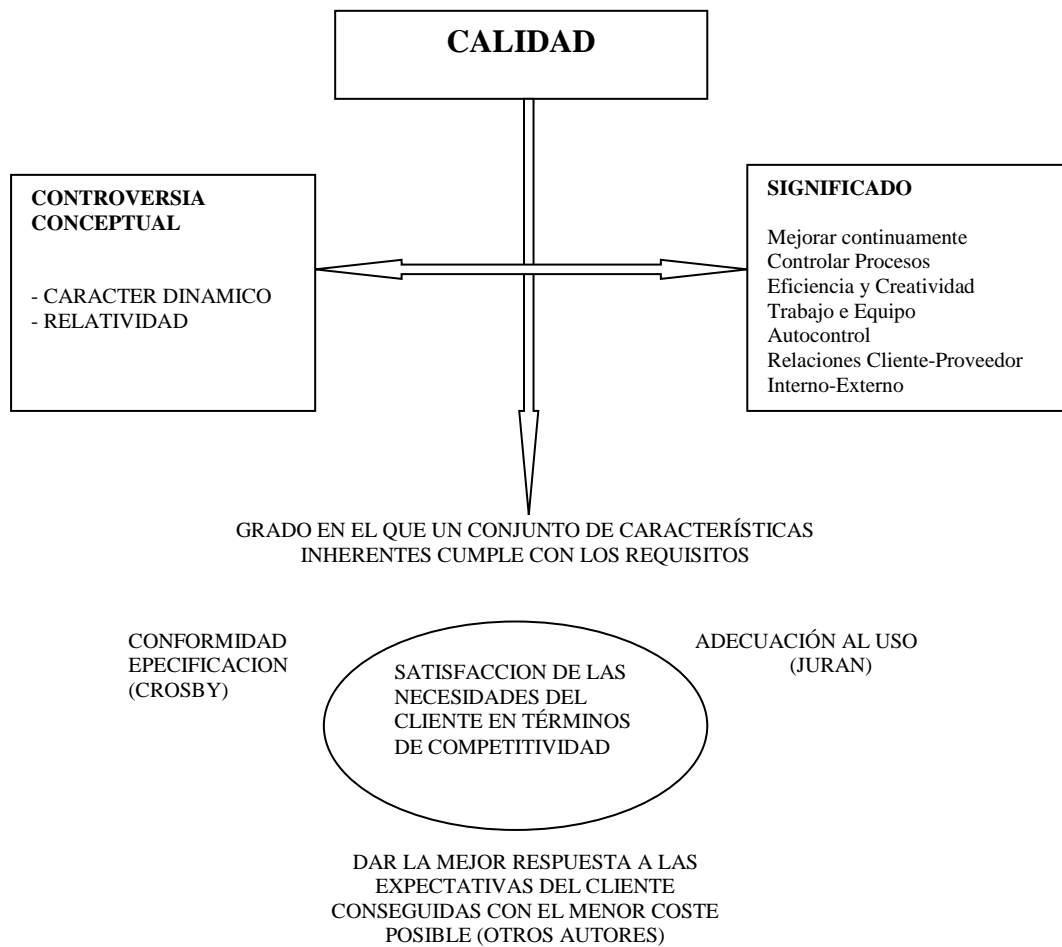 CALIDAD
CONTROVERSIA
CONCEPTUAL
- CARACTER DINAMICO
- RELATIVIDAD
SIGNIFICADO
Mejorar continuamente
Controlar Procesos
Eficiencia y Creatividad
Trabajo e Equipo
Autocontrol
Relaciones Cliente-Proveedor
Interno-Externo
GRADO EN EL QUE UN CONJUNTO DE CARACTERÍSTICAS
INHERENTES CUMPLE CON LOS REQUISITOS
CONFORMIDAD
EPECIFICACION
(CROSBY)
SATISFACCION DE LAS
NECESIDADES DEL
CLIENTE EN TÉRMINOS
DE COMPETITIVIDAD
ADECUACIÓN AL USO
(JURAN)
DAR LA MEJOR RESPUESTA A LAS
EXPECTATIVAS DEL CLIENTE
CONSEGUIDAS CON EL MENOR COSTE
POSIBLE (OTROS AUTORES)